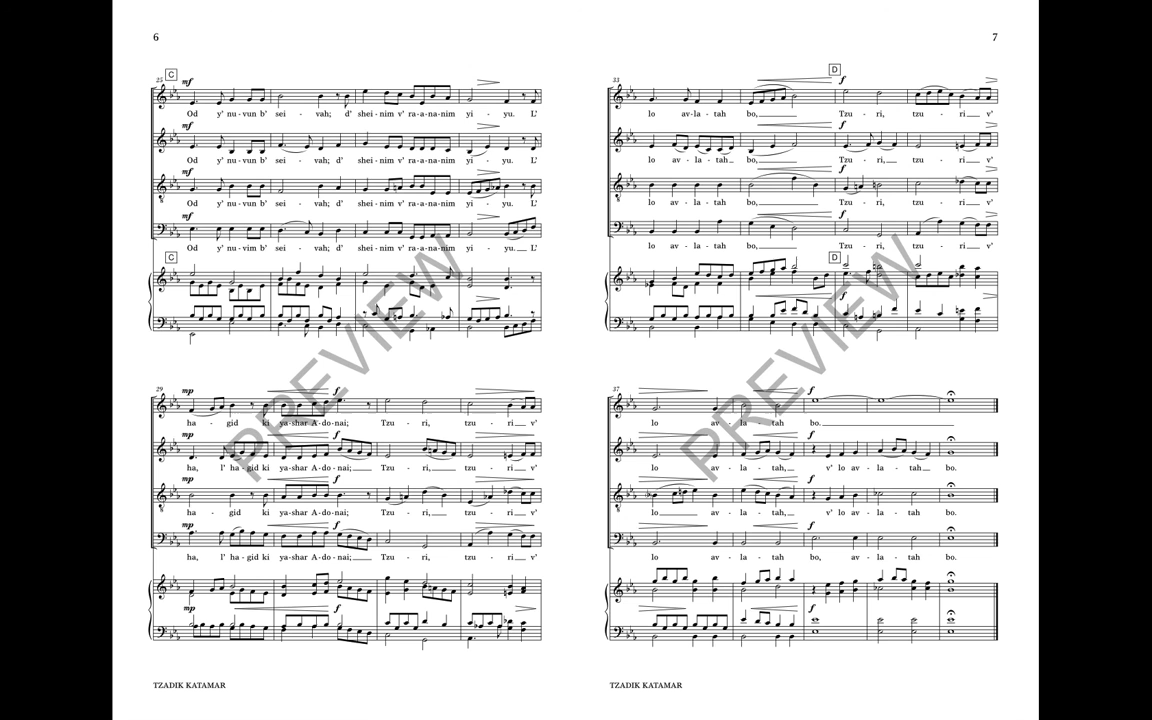 6
C
25 mf
Od y' nu - vun b' sei - vah; d' shei - nim v' ra - a - na - nim yi - yu. L'
mf
Od y' nu - vun b' sei - vah; d' shei - nim v' ra - a - na - nim yi - yu. L'
mf
Od y' nu - vun b' sei - vah; d' shei - nim v' ra - a - na - nim yi - yu. L'
mf
Od y' nu - vim b' sei - vah; d' shei - nim v' ra - a - na - nim yi - yu. L'
C
29 mp f
ha - gid ki ya - shar A - do - nai; Tzu - ri, tzu - ri v'
mp f
ha, l' ha - gid ki ya - shar A - do - nai; Tzu - ri, tzu - ri v'
mp f
ha - gid ki ya - shar A - do - nai; Tzu - ri, tzu - ri v'
mp f
ha, l' ha - gid ki ya - shar A - do - nai; Tzu - ri, tzu - ri v'
mp f
PREVIEW
TZADIK KATAMAR
7
D
33 f
lo av - la - tah bo, Tzu - ri, tzu - ri v'
f
lo av - la - tah bo, Tzu - ri, tzu - ri v'
f
lo av - la - tah bo, Tzu - ri, tzu - ri v'
f
lo av - la - tah bo, Tzu - ri, tzu - ri v'
D
f
37 f
lo av - la - tah bo.
f
lo av - la - tah, v' lo av - la - tah bo.
f
lo av - la - tah, v' lo av - la - tah bo.
f
lo av - la - tah bo, av - la - tah bo.
f
PREVIEW
TZADIK KATAMAR